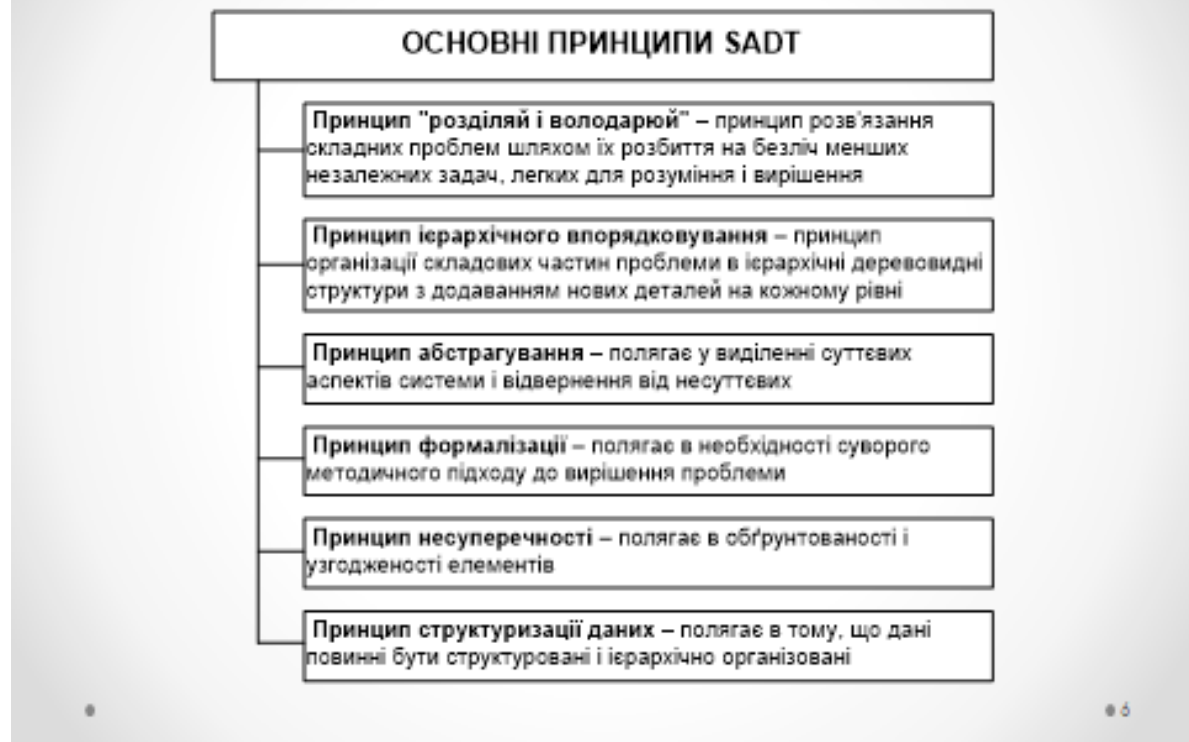 ОСНОВНІ ПРИНЦИПИ SADT
Принцип "розділяй і володарюй" – принцип розв'язання
складних проблем шляхом їх розбиття на безліч менших
незалежних задач, легких для розуміння і вирішення
Принцип ієрархічного впорядковування – принцип
організації складових частин проблеми в ієрархічні деревовидні
структури з додаванням нових деталей на кожному рівні
Принцип абстрагування – полягає у виділенні суттєвих
аспектів системи і відвернення від несуттєвих
Принцип формалізації – полягає в необхідності суворого
методичного підходу до вирішення проблеми
Принцип несуперечності – полягає в обґрунтованості і
узгодженості елементів
Принцип структуризації даних – полягає в тому, що дані
повинні бути структуровані і ієрархічно організовані
6